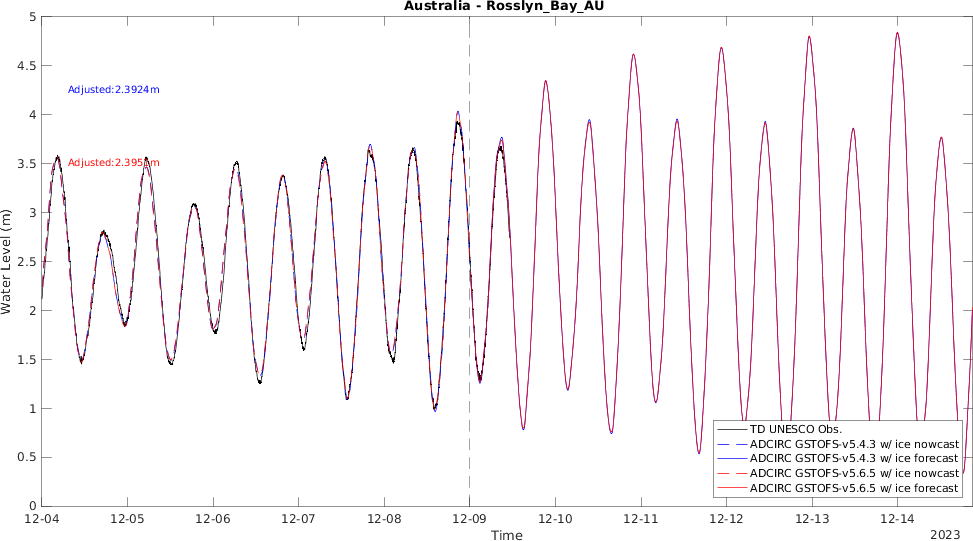 Australia - Rosslyn_Bay_AU
5
4.5
4
3.5
3
2.5
2
1.5
1
0.5
0
Water Level (m)
Adjusted:2.3924m
TD UNESCO Obs.
ADCIRC GSTOFS-v5.4.3 w/ ice nowcast
ADCIRC GSTOFS-v5.4.3 w/ ice forecast
ADCIRC GSTOFS-v5.6.5 w/ ice nowcast
ADCIRC GSTOFS-v5.6.5 w/ ice forecast
12-04 12-05 12-06 12-07 12-08 12-09 12-10 12-11 12-12 12-13 12-14
Time
2023